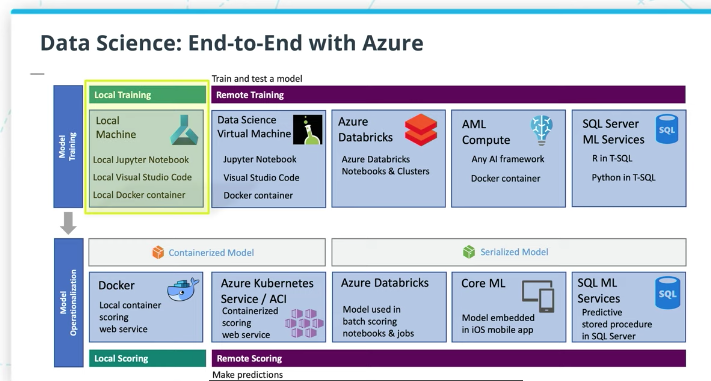 Data Science: End-to-End with Azure
Train and test a model
Local Training
Remote Training
Model
Training
Local
Machine
Local Jupyter Notebook
Local Visual Studio Code
Local Docker container
Data Science
Virtual Machine
Jupyter Notebook
Visual Studio Code
Docker container
Azure
Databricks
Azure Databricks
Notebooks & Clusters
AML
Compute
Any AI framework
Docker container
SQL Server
ML Services
SQL
R in T-SQL
Python in T-SQL
Model
Operationalization
Containerized Model
Serialized Model
Docker
Local container
scoring
web service
Azure Kubernetes
Service / ACI
Containerized
scoring
web service
Azure Databricks
Model used in
batch scoring
notebooks & jobs
Core ML
Model embedded
in iOS mobile app
SQL ML
Services
SQL
Predictive
stored procedure
in SQL Server
Local Scoring
Remote Scoring
Make predictions